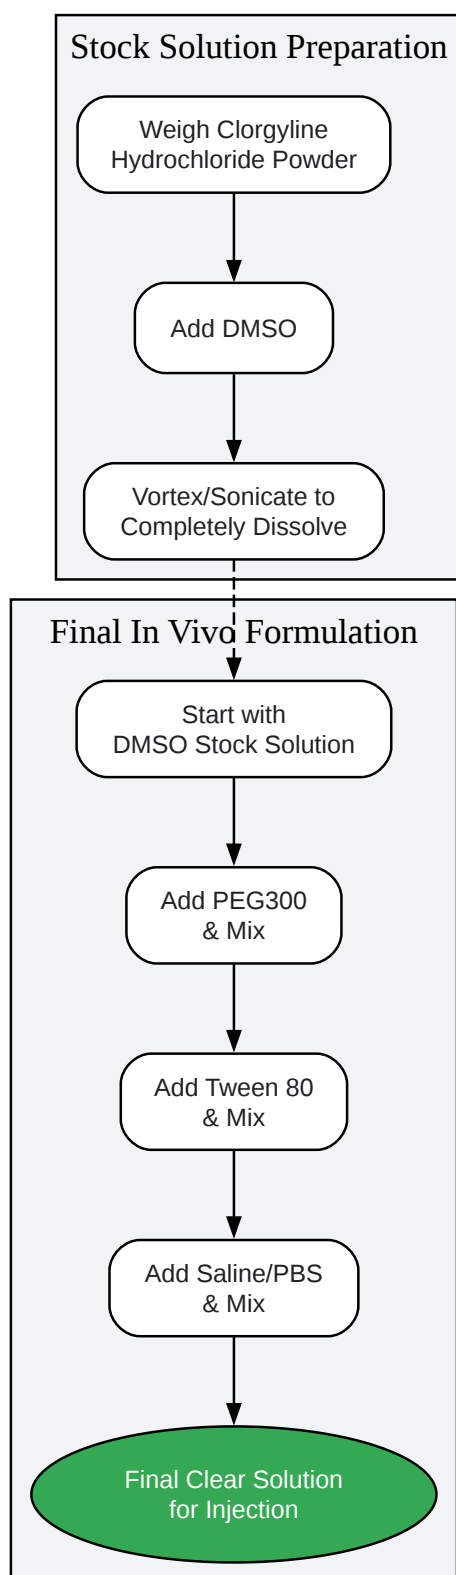 Stock Solution Preparation
Weigh Clorgyline
Hydrochloride Powder
Add DMSO
Vortex/Sonicate to
Completely Dissolve
Final In Vivo Formulation
Start with
DMSO Stock Solution
Add PEG300
& Mix
Add Tween 80
& Mix
Add Saline/PBS
& Mix
Final Clear Solution
for Injection